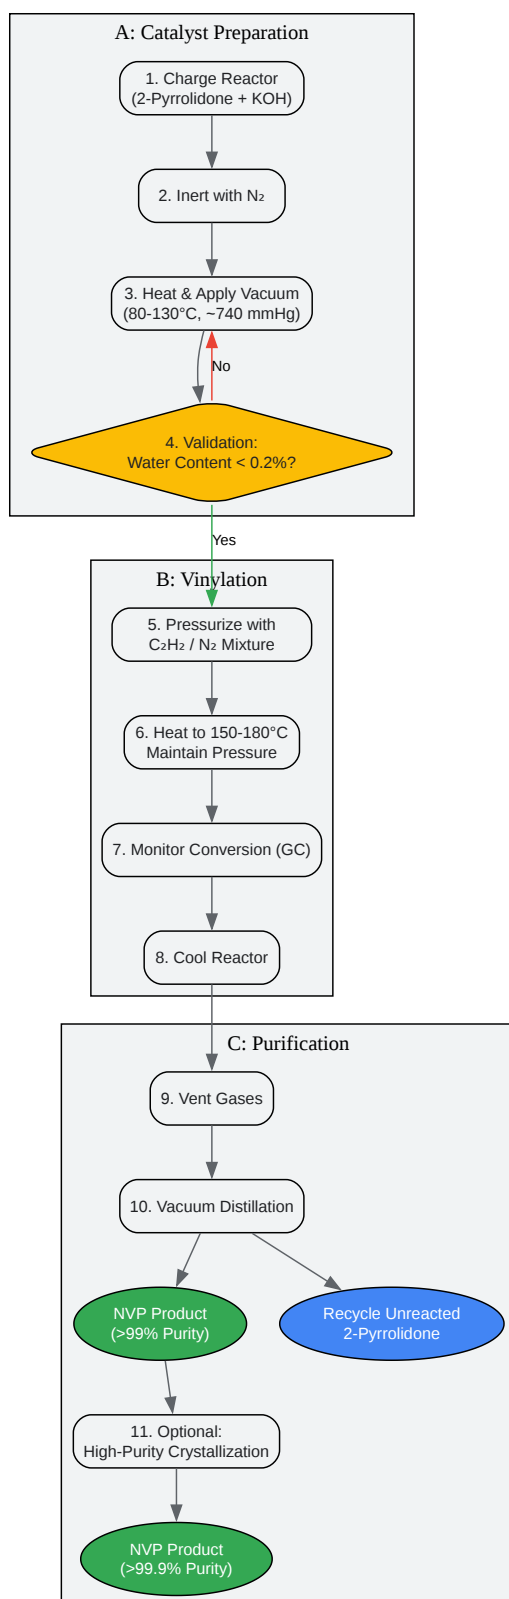 A: Catalyst Preparation
1. Charge Reactor
(2-Pyrrolidone + KOH)
2. Inert with N₂
3. Heat & Apply Vacuum
(80-130°C, ~740 mmHg)
No
4. Validation:
Water Content < 0.2%?
Yes
B: Vinylation
5. Pressurize with
C₂H₂ / N₂ Mixture
6. Heat to 150-180°C
Maintain Pressure
7. Monitor Conversion (GC)
8. Cool Reactor
C: Purification
9. Vent Gases
10. Vacuum Distillation
NVP Product
(>99% Purity)
Recycle Unreacted
2-Pyrrolidone
11. Optional:
High-Purity Crystallization
NVP Product
(>99.9% Purity)